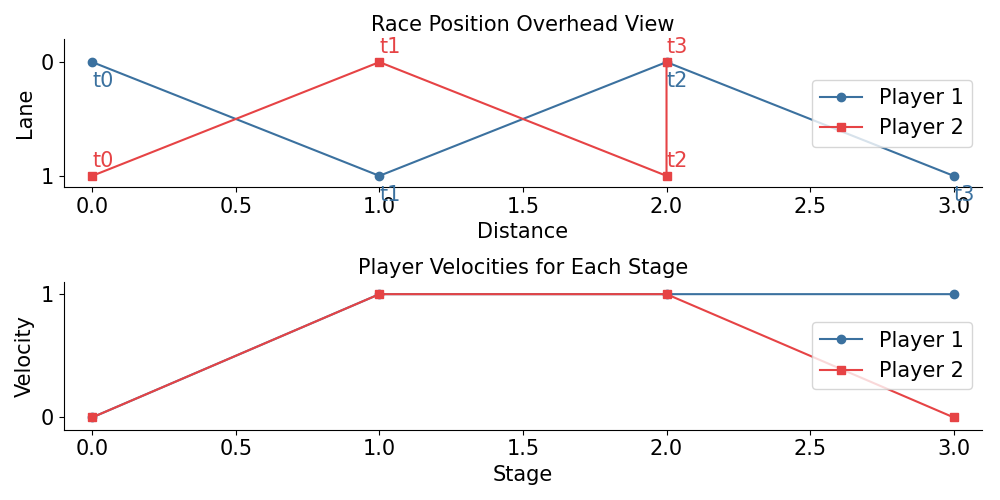 Race Position Overhead View
t1
t3
0
t0
t2
Player 1
Player 2
Lane
t0
t2
1
t1
t3
0.0 0.5 1.0 1.5 2.0 2.5 3.0
Distance
Player Velocities for Each Stage
1
Player 1
Player 2
Velocity
0
0.0 0.5 1.0 1.5 2.0 2.5 3.0
Stage